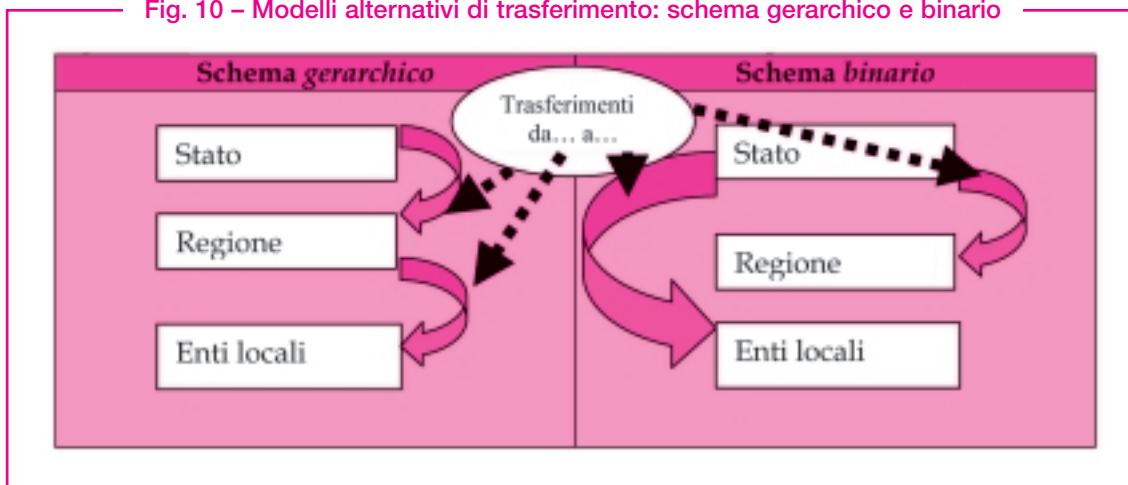 Fig. 10 – Modelli alternativi di trasferimento: schema gerarchico e binario
Schema gerarchico
Schema binario
Trasferimenti
da... a...
Stato
Regione
Enti locali
Stato
Regione
Enti locali